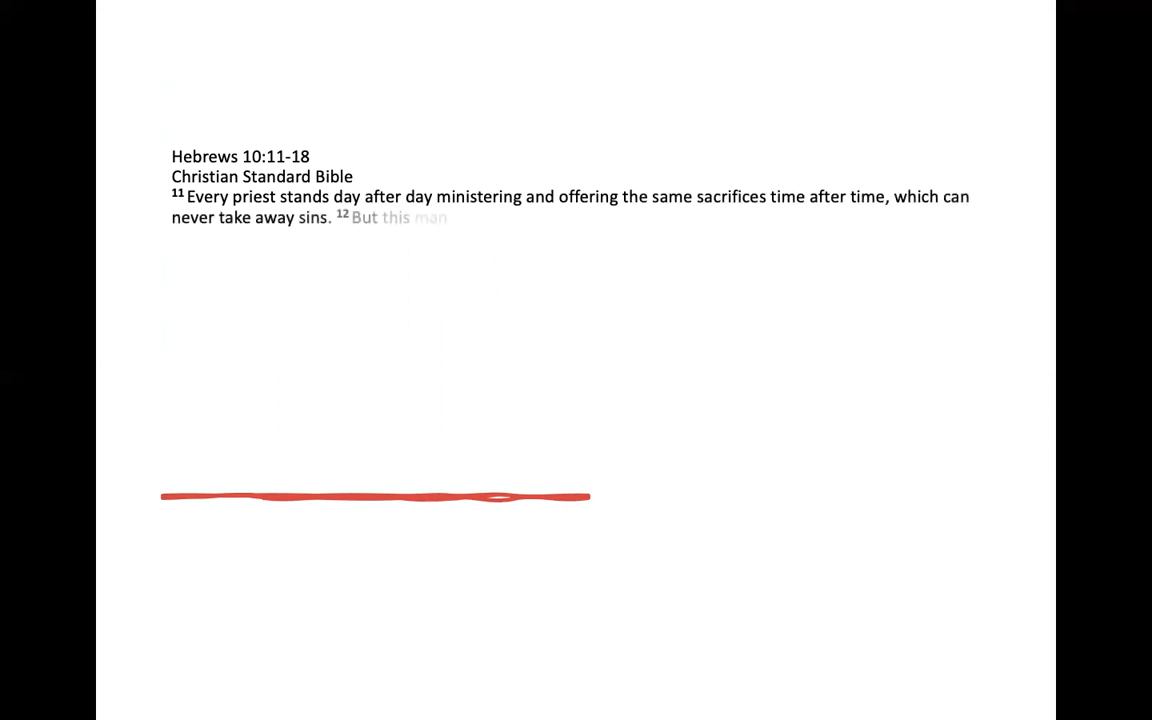 Hebrews 10:11-18
Christian Standard Bible
¹¹ Every priest stands day after day ministering and offering the same sacrifices time after time, which can
never take away sins. ¹² But this man